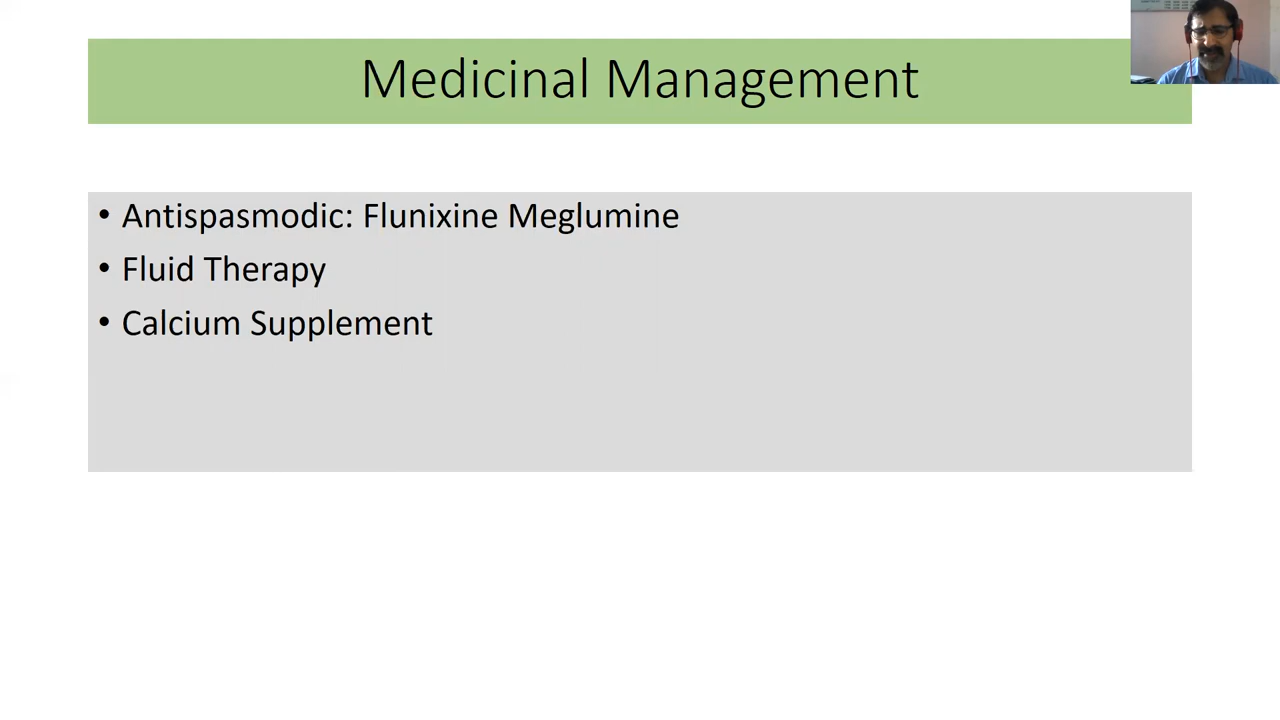 Medicinal Management
• Antispasmodic: Flunixine Meglumine
• Fluid Therapy
• Calcium Supplement